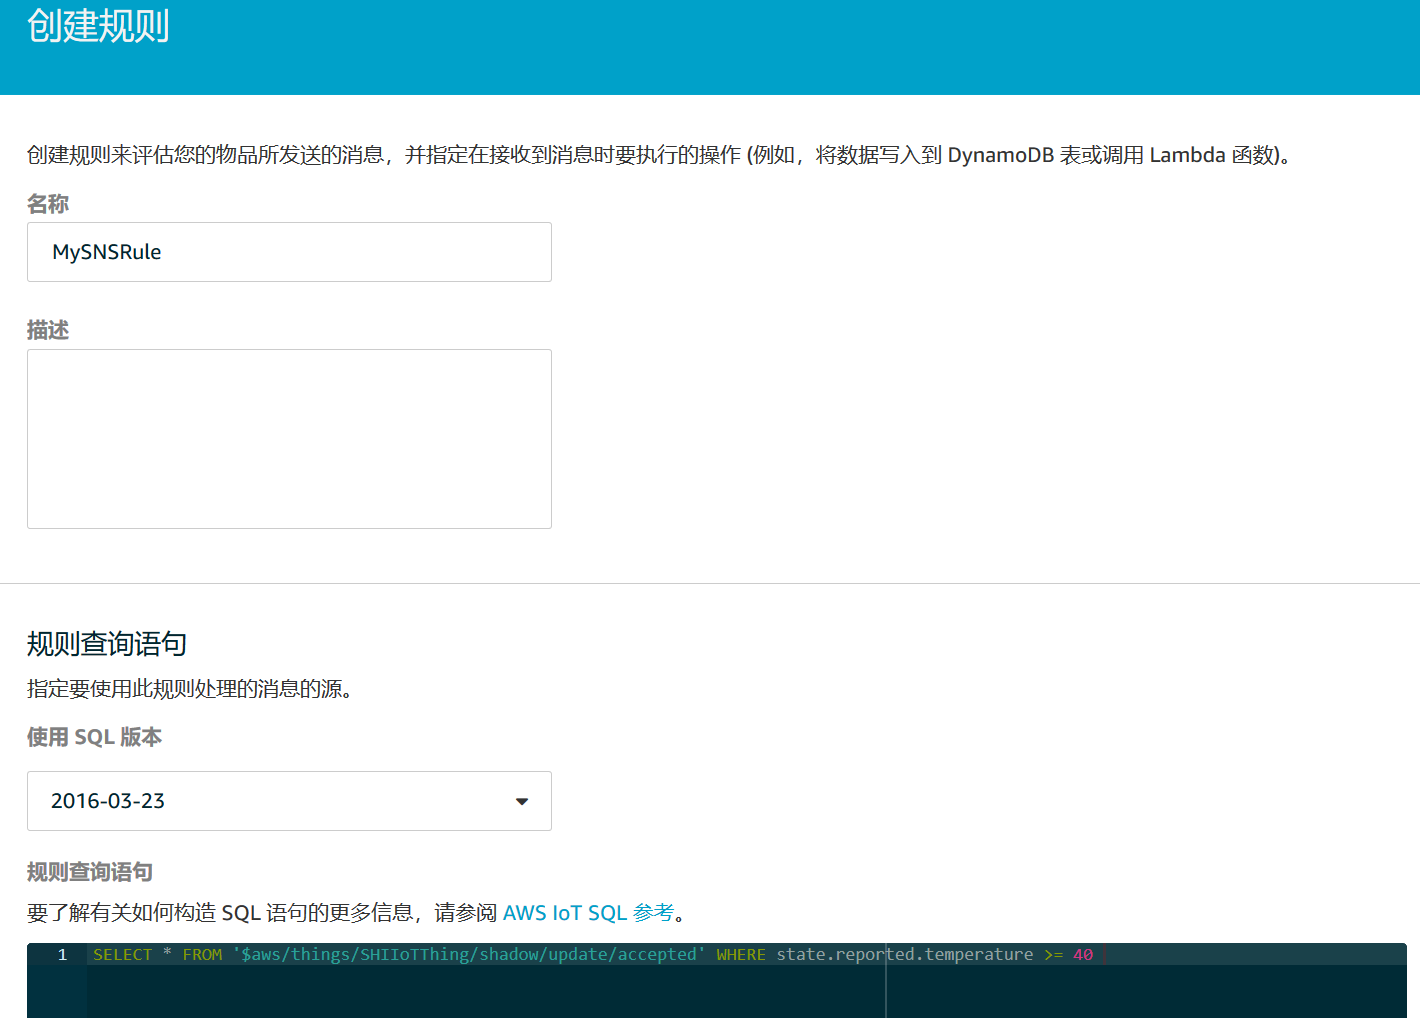 创建规则
创建规则来评估您的物品所发送的消息，并指定在接收到消息时要执行的操作 (例如，将数据写入到 DynamoDB 表或调用 Lambda 函数)。
名称
MySNSRule
描述
规则查询语句
指定要使用此规则处理的消息的源。
使用 SQL 版本
2016-03-23
规则查询语句
要了解有关如何构造 SQL 语句的更多信息，请参阅 AWS IoT SQL 参考。
1 SELECT * FROM '$aws/things/SHIIoTThing/shadow/update/accepted' WHERE state.reported.temperature >= 40